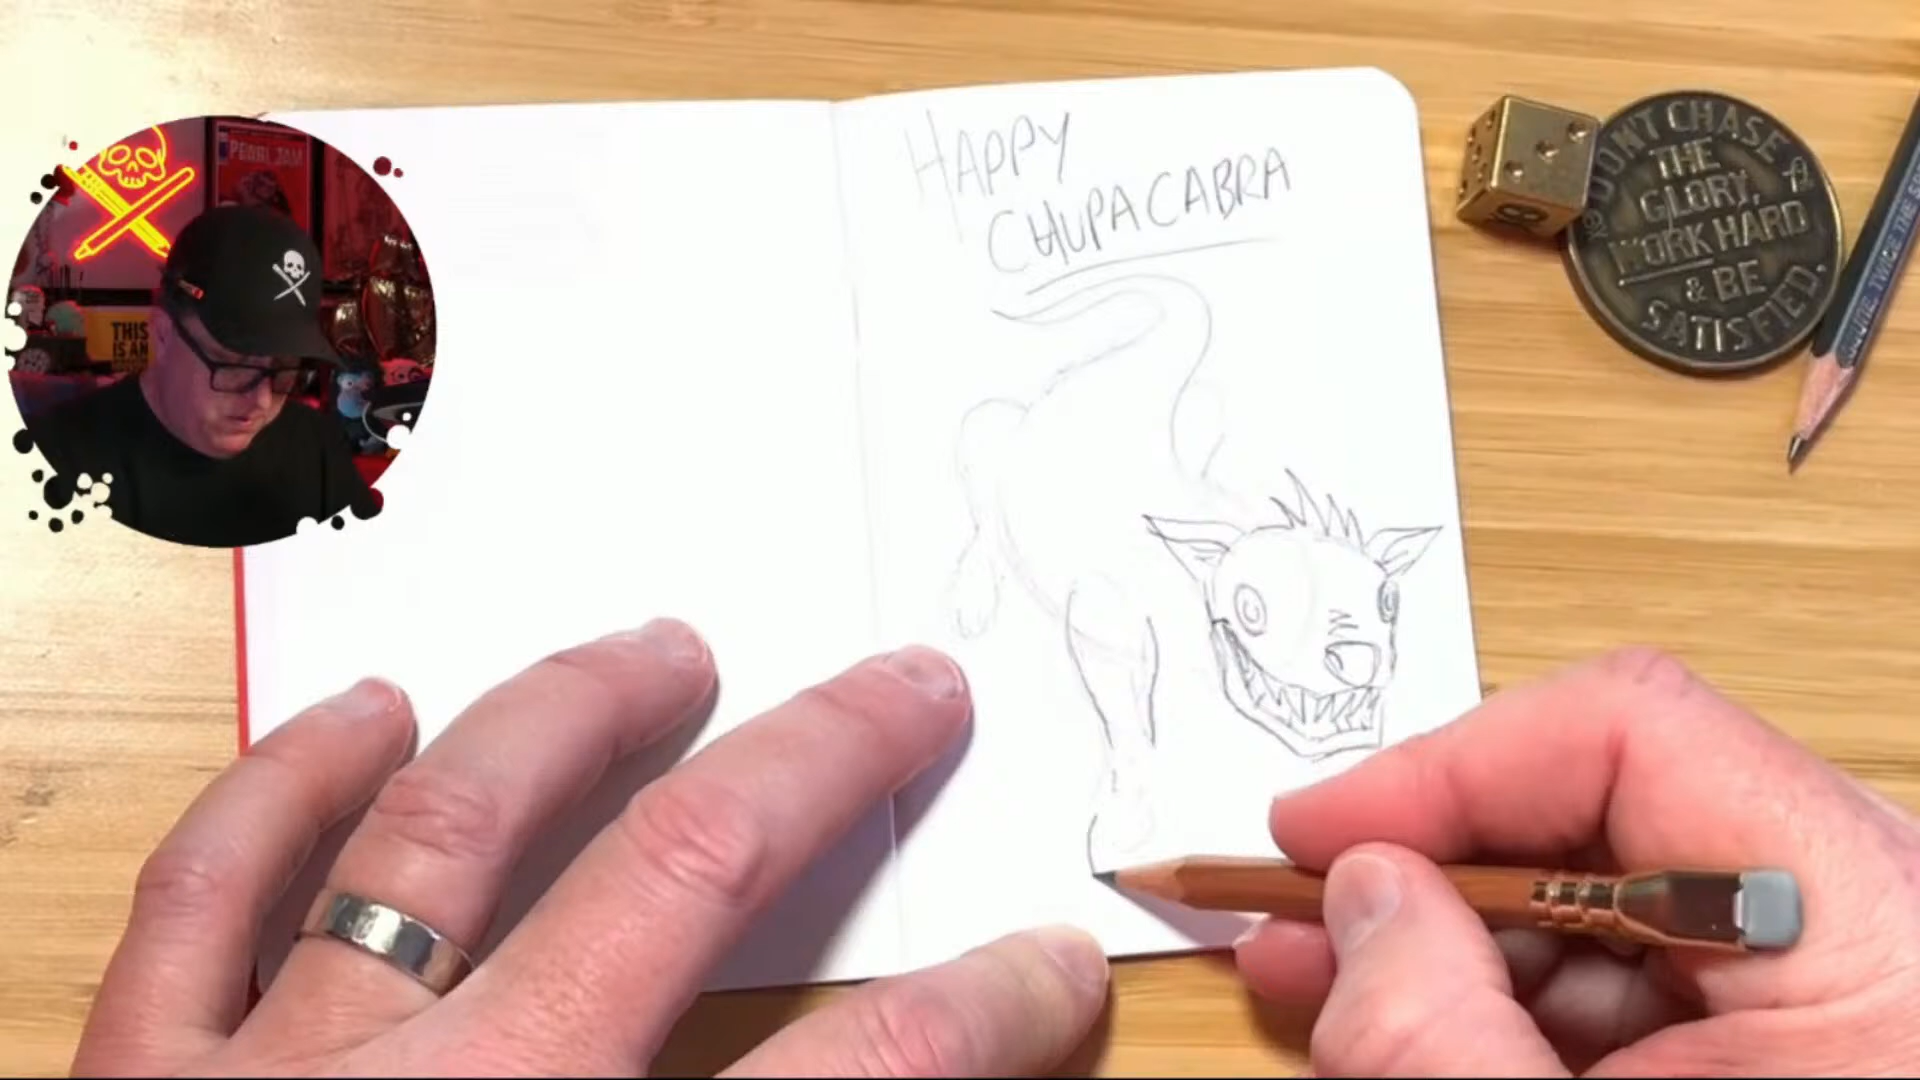 PEARL JAM
THIS
IS AN
HAPPY
CHUPACABRA
DON'T CHASE
THE
GLORY,
WORK HARD
& BE
SATISFIED.